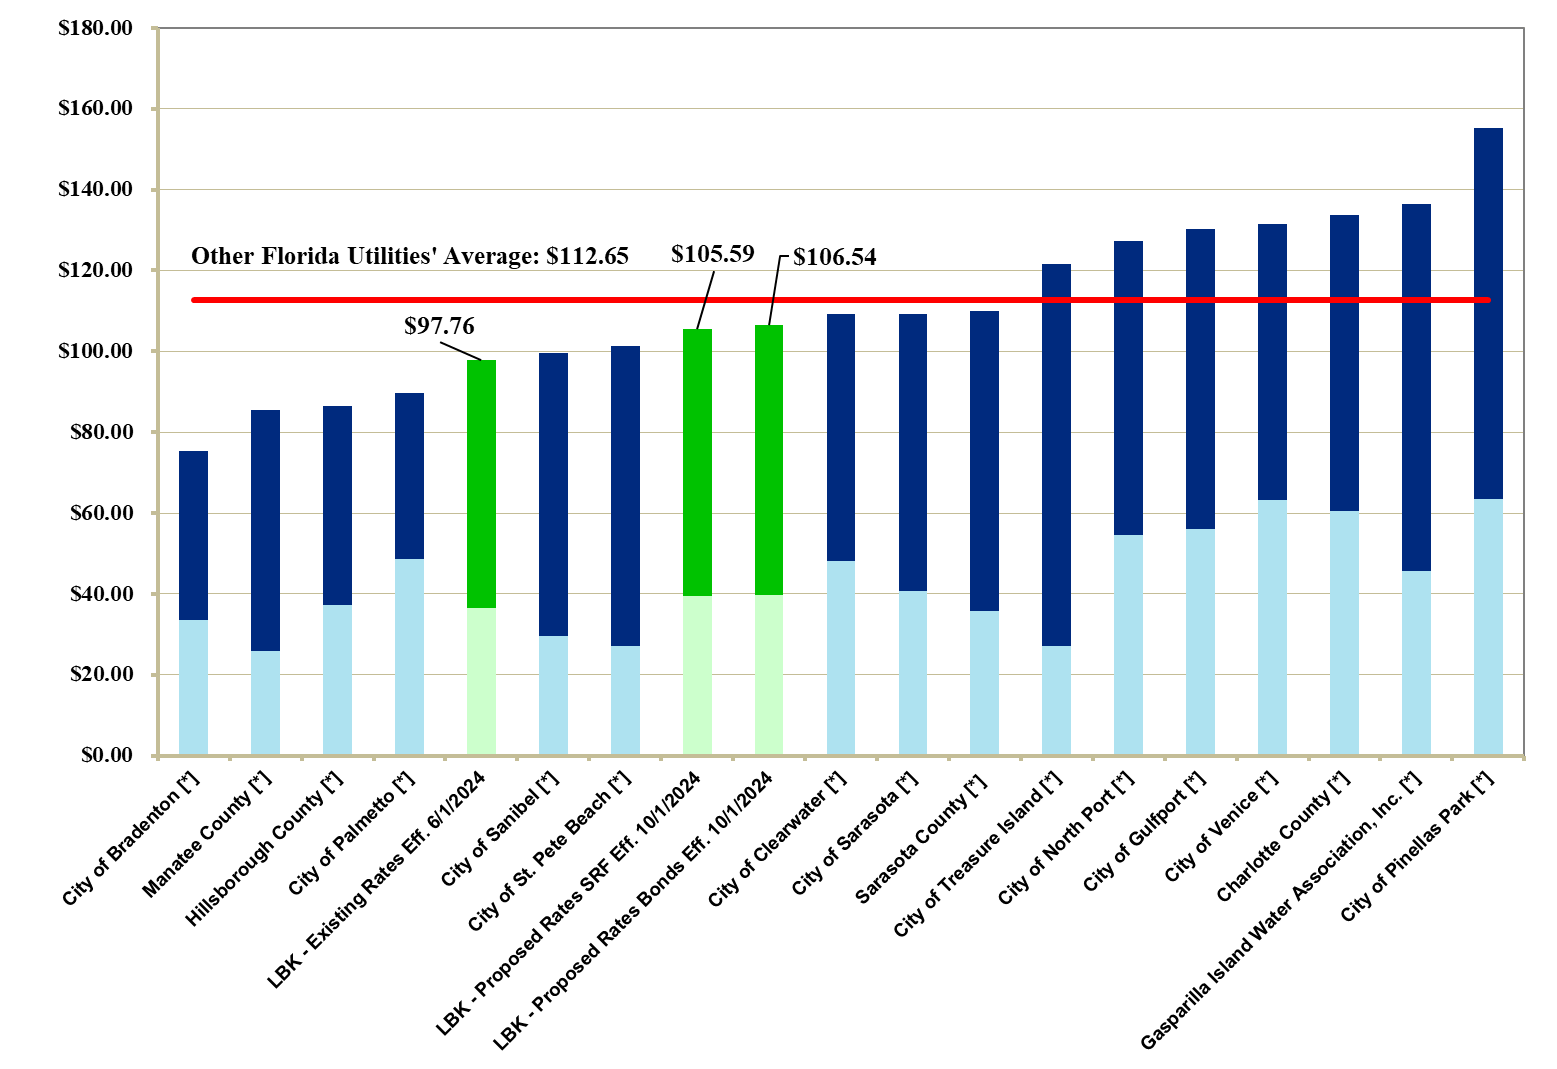 $180.00
$160.00
$140.00
$120.00
$100.00
$80.00
$60.00
$40.00
$20.00
$0.00
Other Florida Utilities' Average: $112.65
$97.76
$105.59
$106.54
City of Bradenton [*]
Manatee County [*]
Hillsborough County [*]
City of Palmetto [*]
LBK - Existing Rates Eff. 6/1/2024
City of Sanibel [*]
City of St. Pete Beach [*]
LBK - Proposed Rates SRF Eff. 10/1/2024
LBK - Proposed Rates Bonds Eff. 10/1/2024
City of Clearwater [*]
City of Sarasota [*]
Sarasota County [*]
City of Treasure Island [*]
City of North Port [*]
City of Gulfport [*]
City of Venice [*]
Charlotte County [*]
Gasparilla Island Water Association, Inc. [*]
City of Pinellas Park [*]